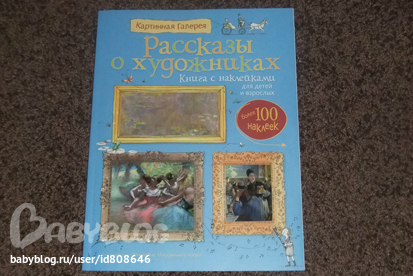 Картинная Галерея
Рассказы
о художниках
Книга с наклейками
для детей
и взрослых
более 100
наклеек
BABYBLOG
babyblog.ru/user/id808646